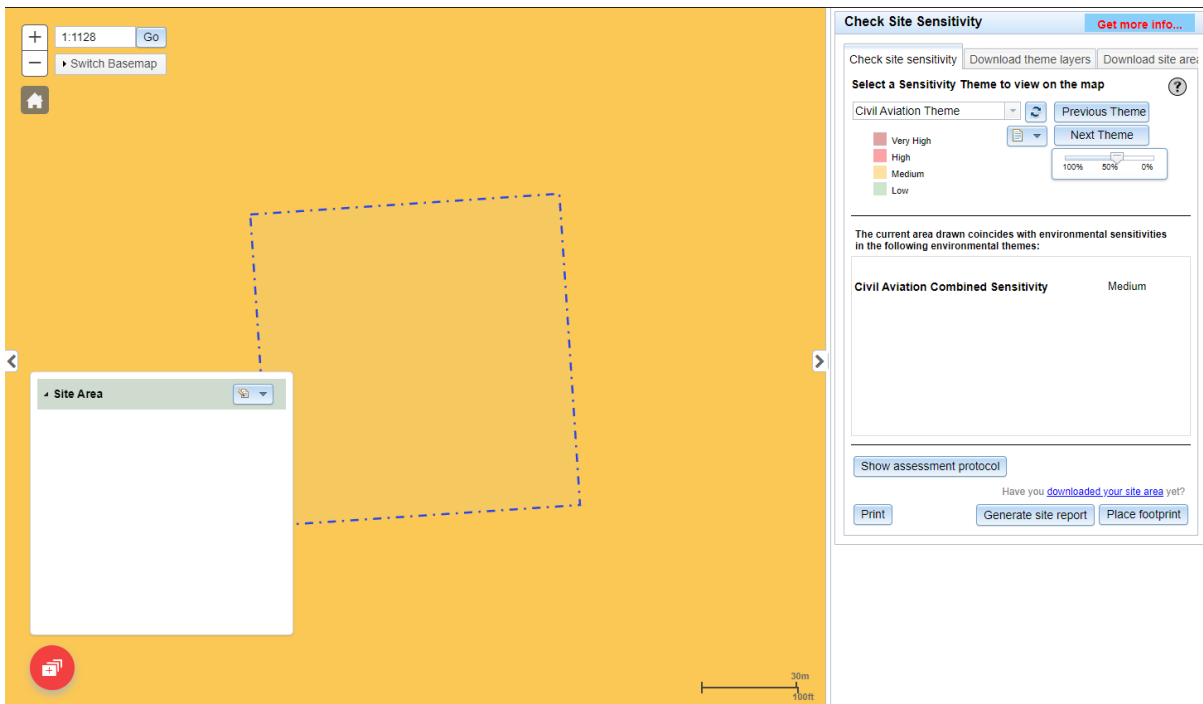 +
1:1128
Go
−
Switch Basemap
Site Area
30m
100ft
Check Site Sensitivity
Get more info...
Check site sensitivity
Download theme layers
Download site area
Select a Sensitivity Theme to view on the map
?
Civil Aviation Theme
Previous Theme
Next Theme
Very High
High
Medium
Low
100% 50% 0%
The current area drawn coincides with environmental sensitivities
in the following environmental themes:
Civil Aviation Combined Sensitivity
Medium
Show assessment protocol
Have you downloaded your site area yet?
Print
Generate site report
Place footprint